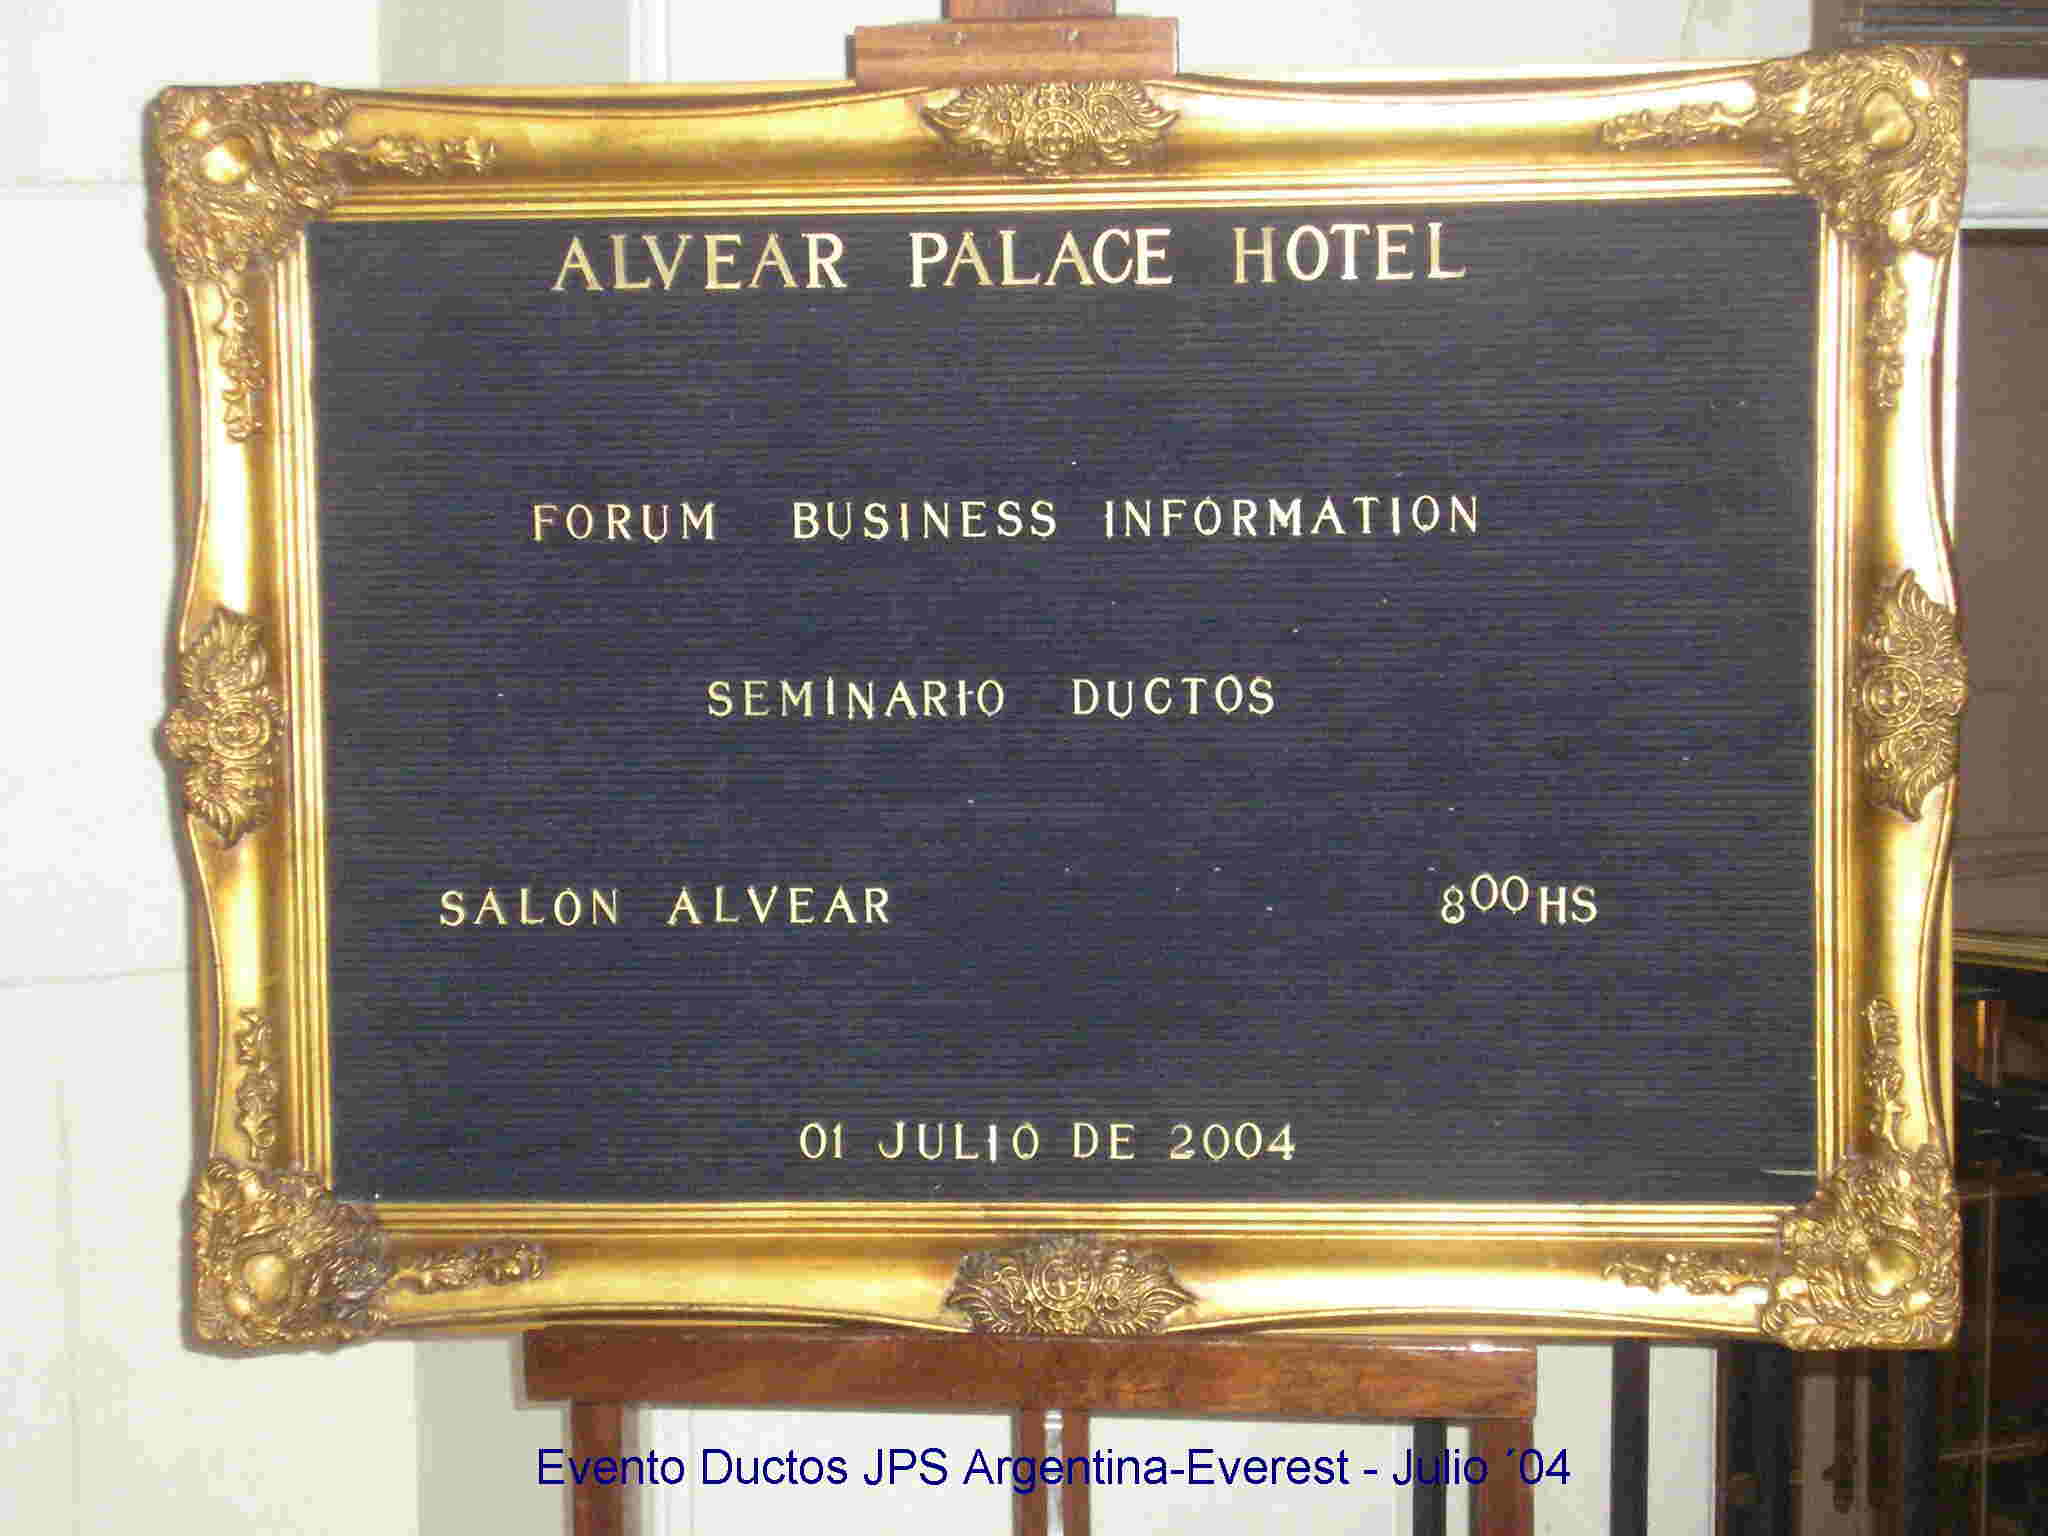 ALVEAR PALACE HOTEL
FORUM BUSINESS INFORMATION
SEMINARIO DUCTOS
SALON ALVEAR 8⁰⁰HS
01 JULIO DE 2004
Evento Ductos JPS Argentina-Everest - Julio ´04